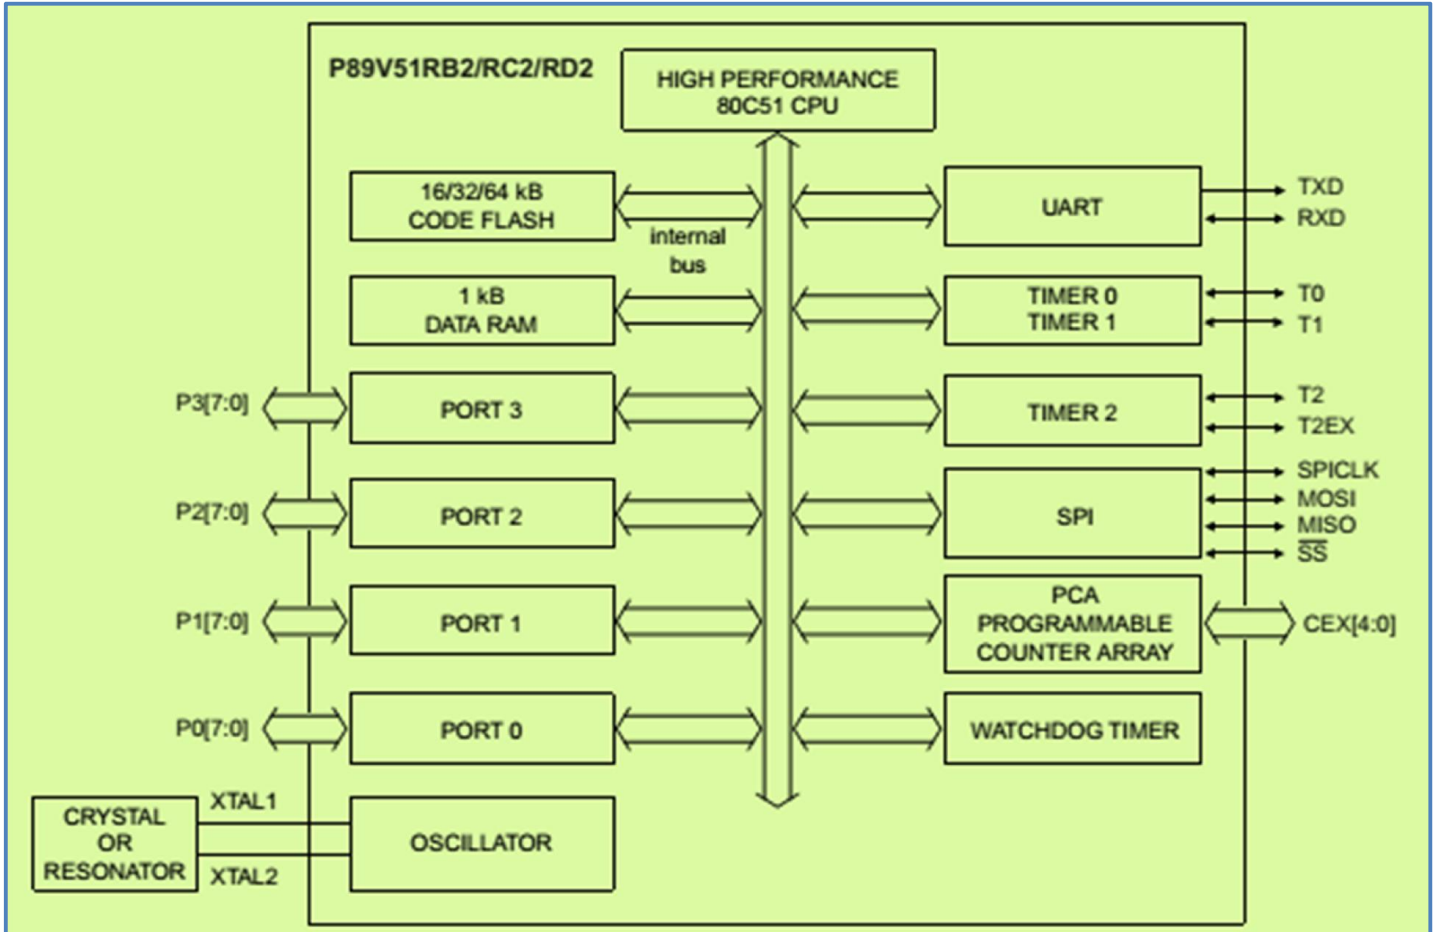 P89V51RB2/RC2/RD2
HIGH PERFORMANCE
80C51 CPU
16/32/64 kB
CODE FLASH
internal
bus
UART
TXD
RXD
1 kB
DATA RAM
TIMER 0
TIMER 1
T0
T1
P3[7:0]
PORT 3
TIMER 2
T2
T2EX
P2[7:0]
PORT 2
SPI
SPICLK
MOSI
MISO
SS
P1[7:0]
PORT 1
PCA
PROGRAMMABLE
COUNTER ARRAY
CEX[4:0]
P0[7:0]
PORT 0
WATCHDOG TIMER
CRYSTAL
OR
RESONATOR
XTAL1
XTAL2
OSCILLATOR